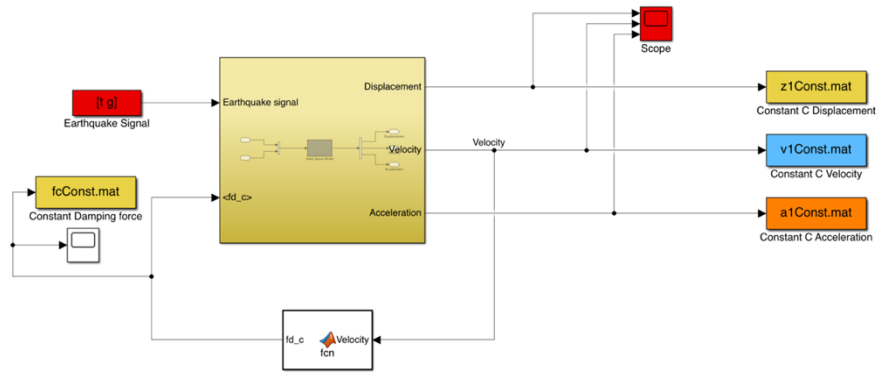 Scope
Displacement
z1Const.mat
Constant C Displacement
{t g}
Earthquake Signal
Earthquake signal
Velocity
Velocity
v1Const.mat
Constant C Velocity
fcConst.mat
Constant Damping force
<fd_c>
Acceleration
a1Const.mat
Constant C Acceleration
fd_c
Velocity
fcn